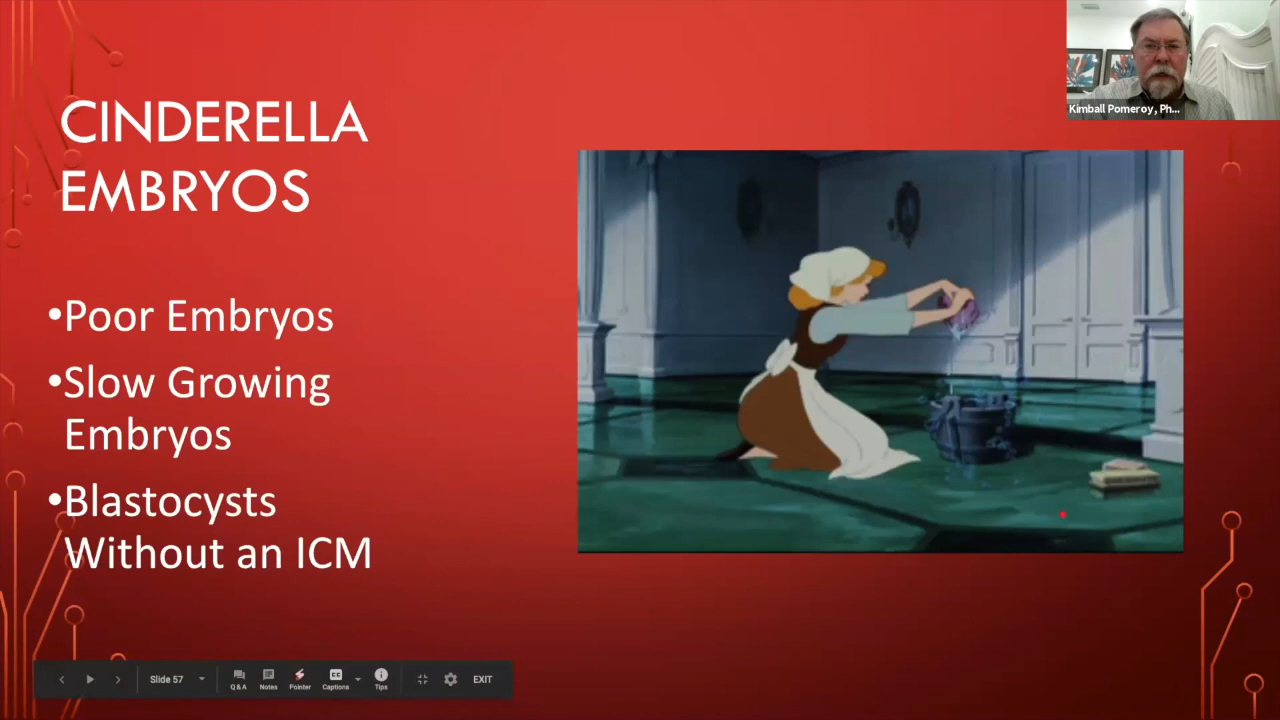 CINDERELLA
EMBRYOS
•Poor Embryos
•Slow Growing
Embryos
•Blastocysts
Without an ICM
Kimball Pomeroy, Ph...
Slide 57
Q&A
Notes
Pointer
CC
Captions
Tips
EXIT